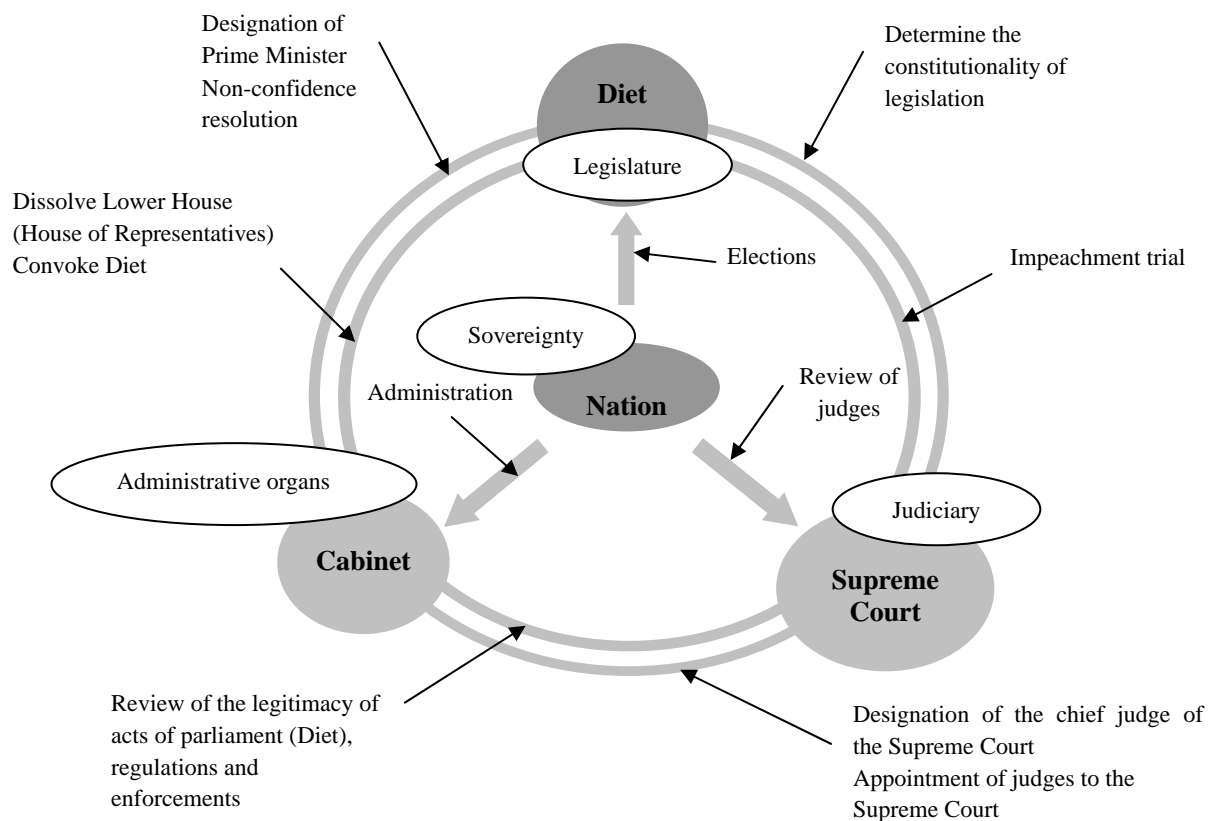 Designation of
Prime Minister
Non-confidence
resolution
Determine the
constitutionality of
legislation
Diet
Legislature
Dissolve Lower House
(House of Representatives)
Convoke Diet
Elections
Impeachment trial
Sovereignty
Nation
Administration
Review of
judges
Administrative organs
Cabinet
Judiciary
Supreme
Court
Review of the legitimacy of
acts of parliament (Diet),
regulations and
enforcements
Designation of the chief judge of
the Supreme Court
Appointment of judges to the
Supreme Court